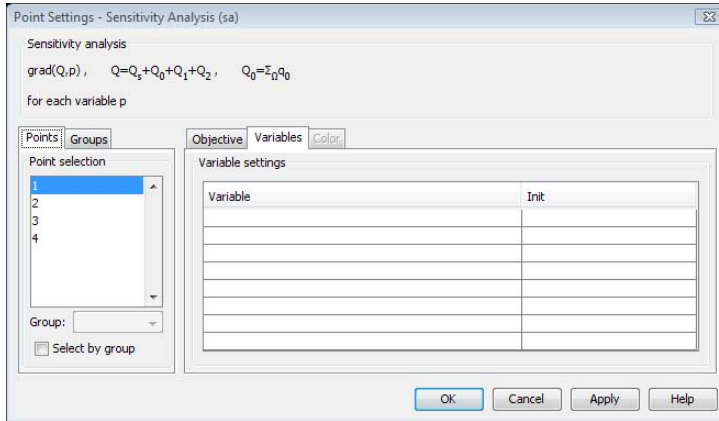 Point Settings - Sensitivity Analysis (sa)
Sensitivity analysis
grad(Q,p) , Q=Qs+Q0+Q1+Q2 , Q0=ΣΩq0
for each variable p
Points Groups
Objective Variables Color
Point selection
1
2
3
4
Group:
Select by group
Variable settings
Variable Init
OK Cancel Apply Help